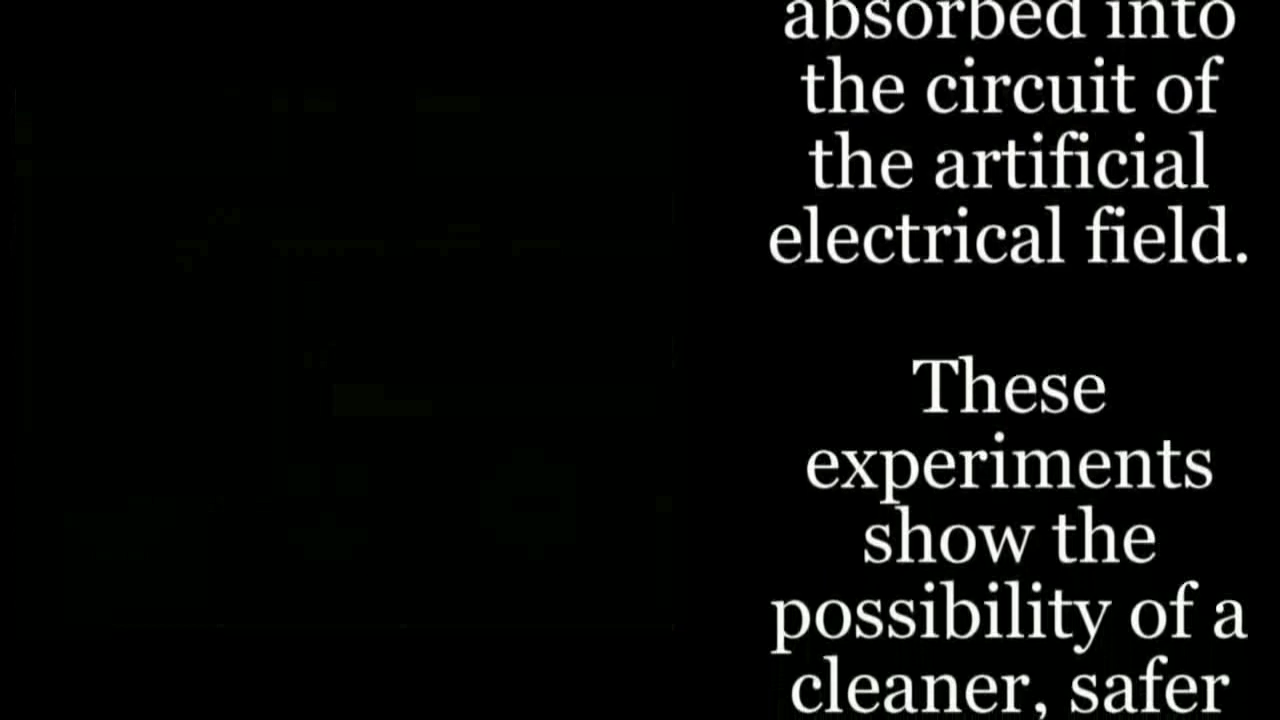 absorbed into
the circuit of
the artificial
electrical field.
These
experiments
show the
possibility of a
cleaner, safer